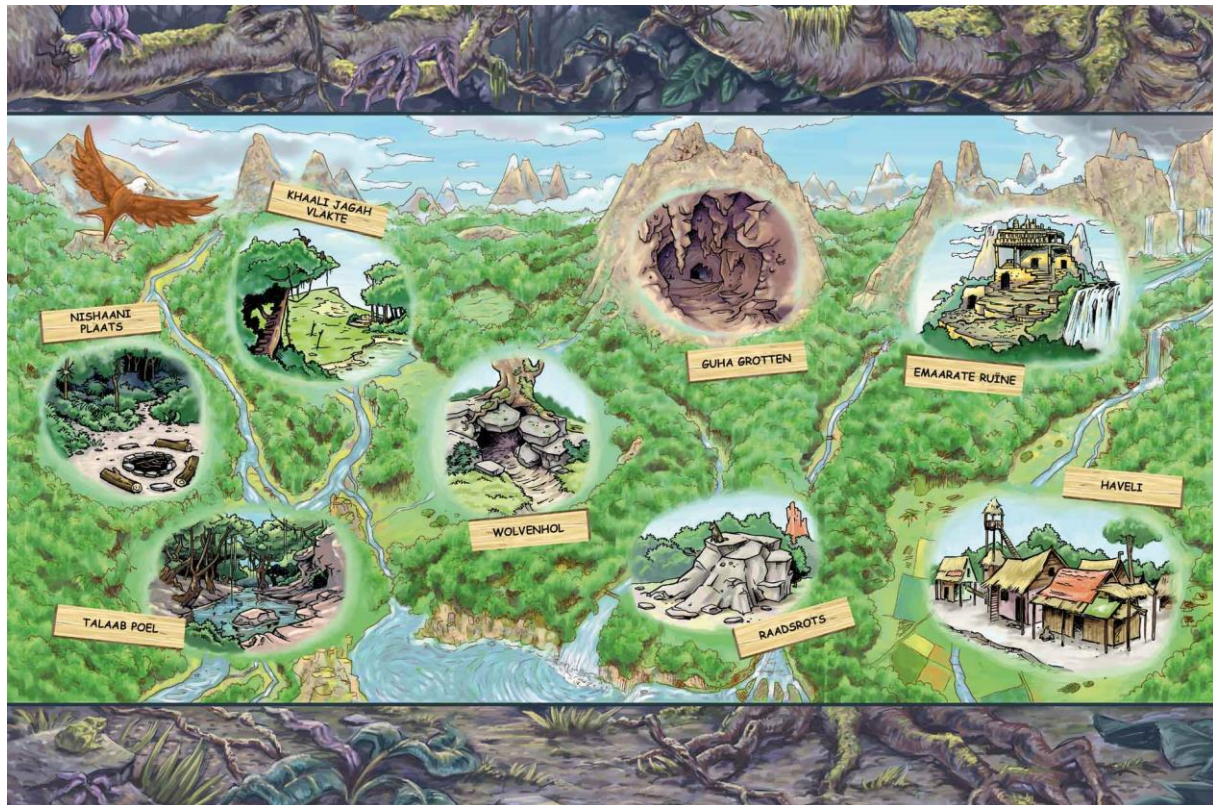 KHAALI JAGAH
VLAKTE
NISHAANI
PLAATS
GUHA GROTTEN
EMAARATE RUÏNE
HAVELI
WOLVENHOL
TALAAB POEL
RAADSROTS